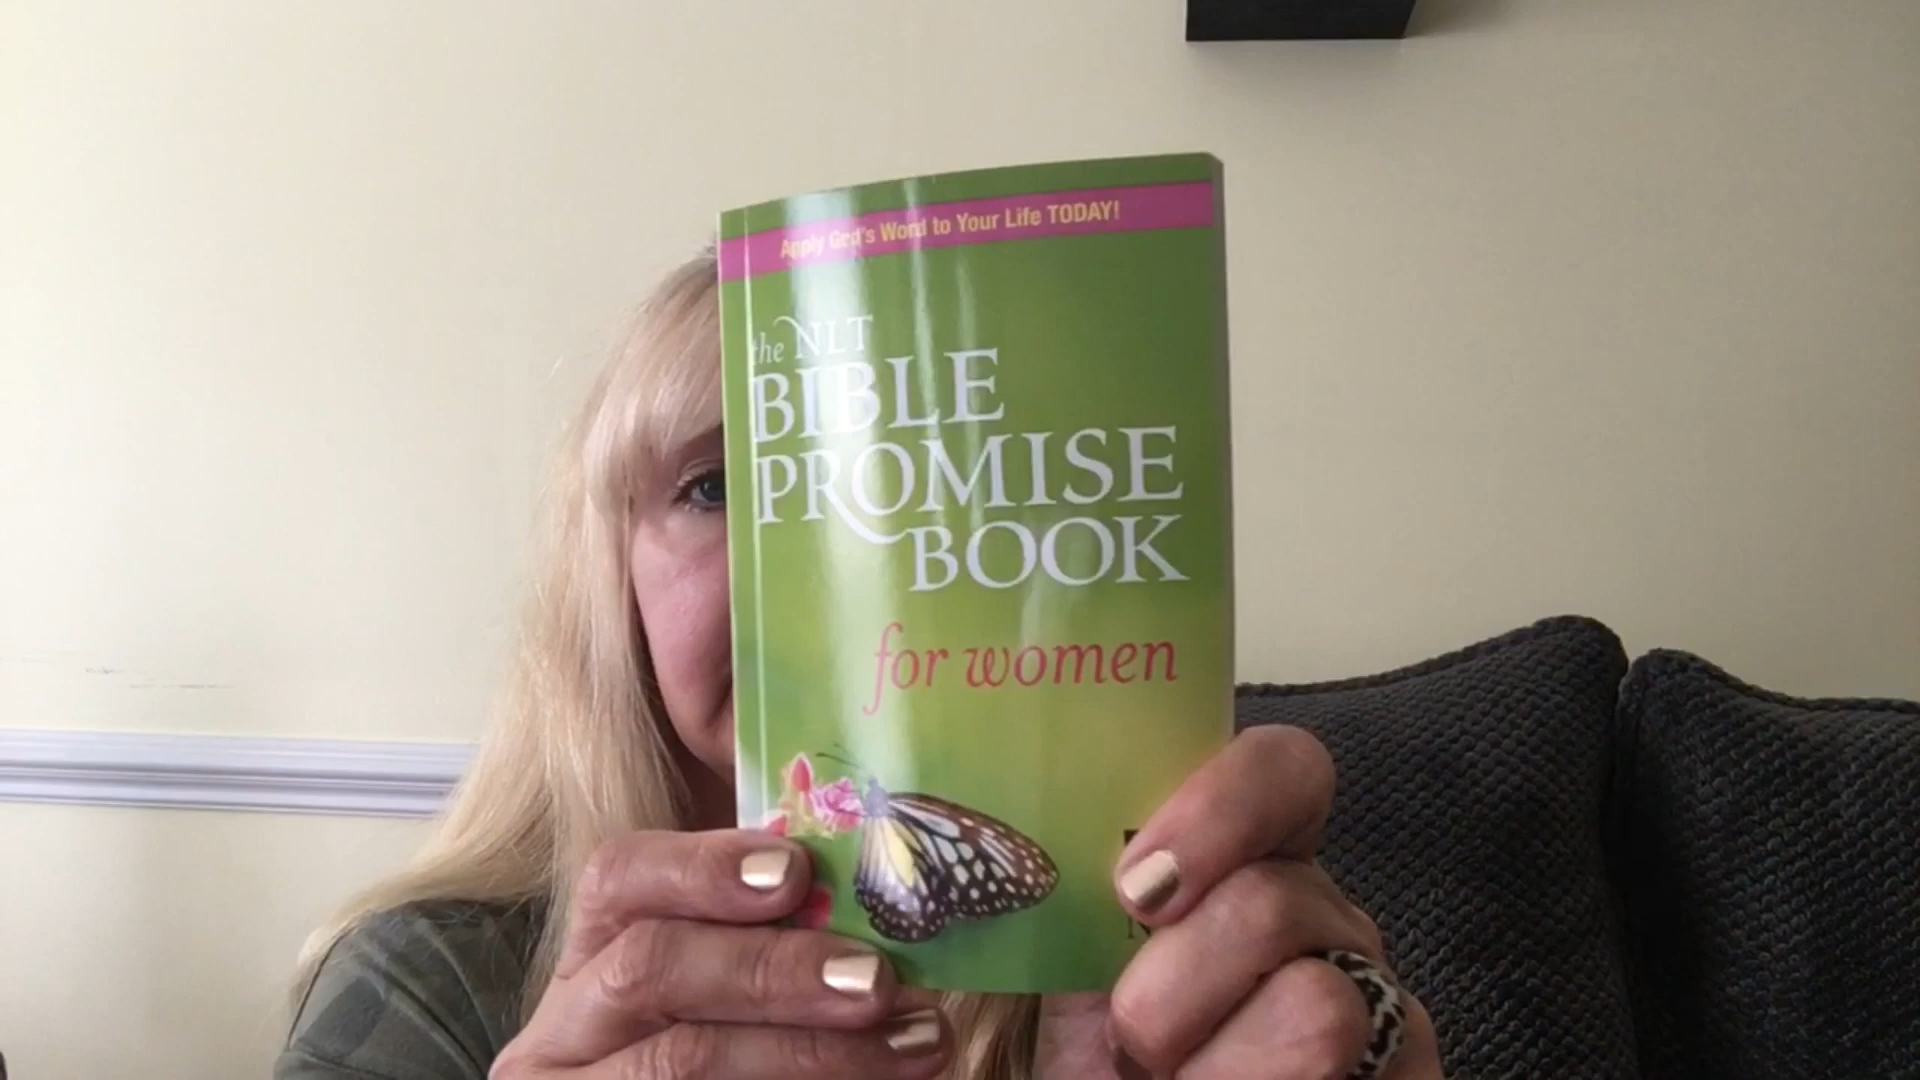 Apply God's Word to Your Life TODAY!
the NLT
BIBLE
PROMISE
BOOK
for women